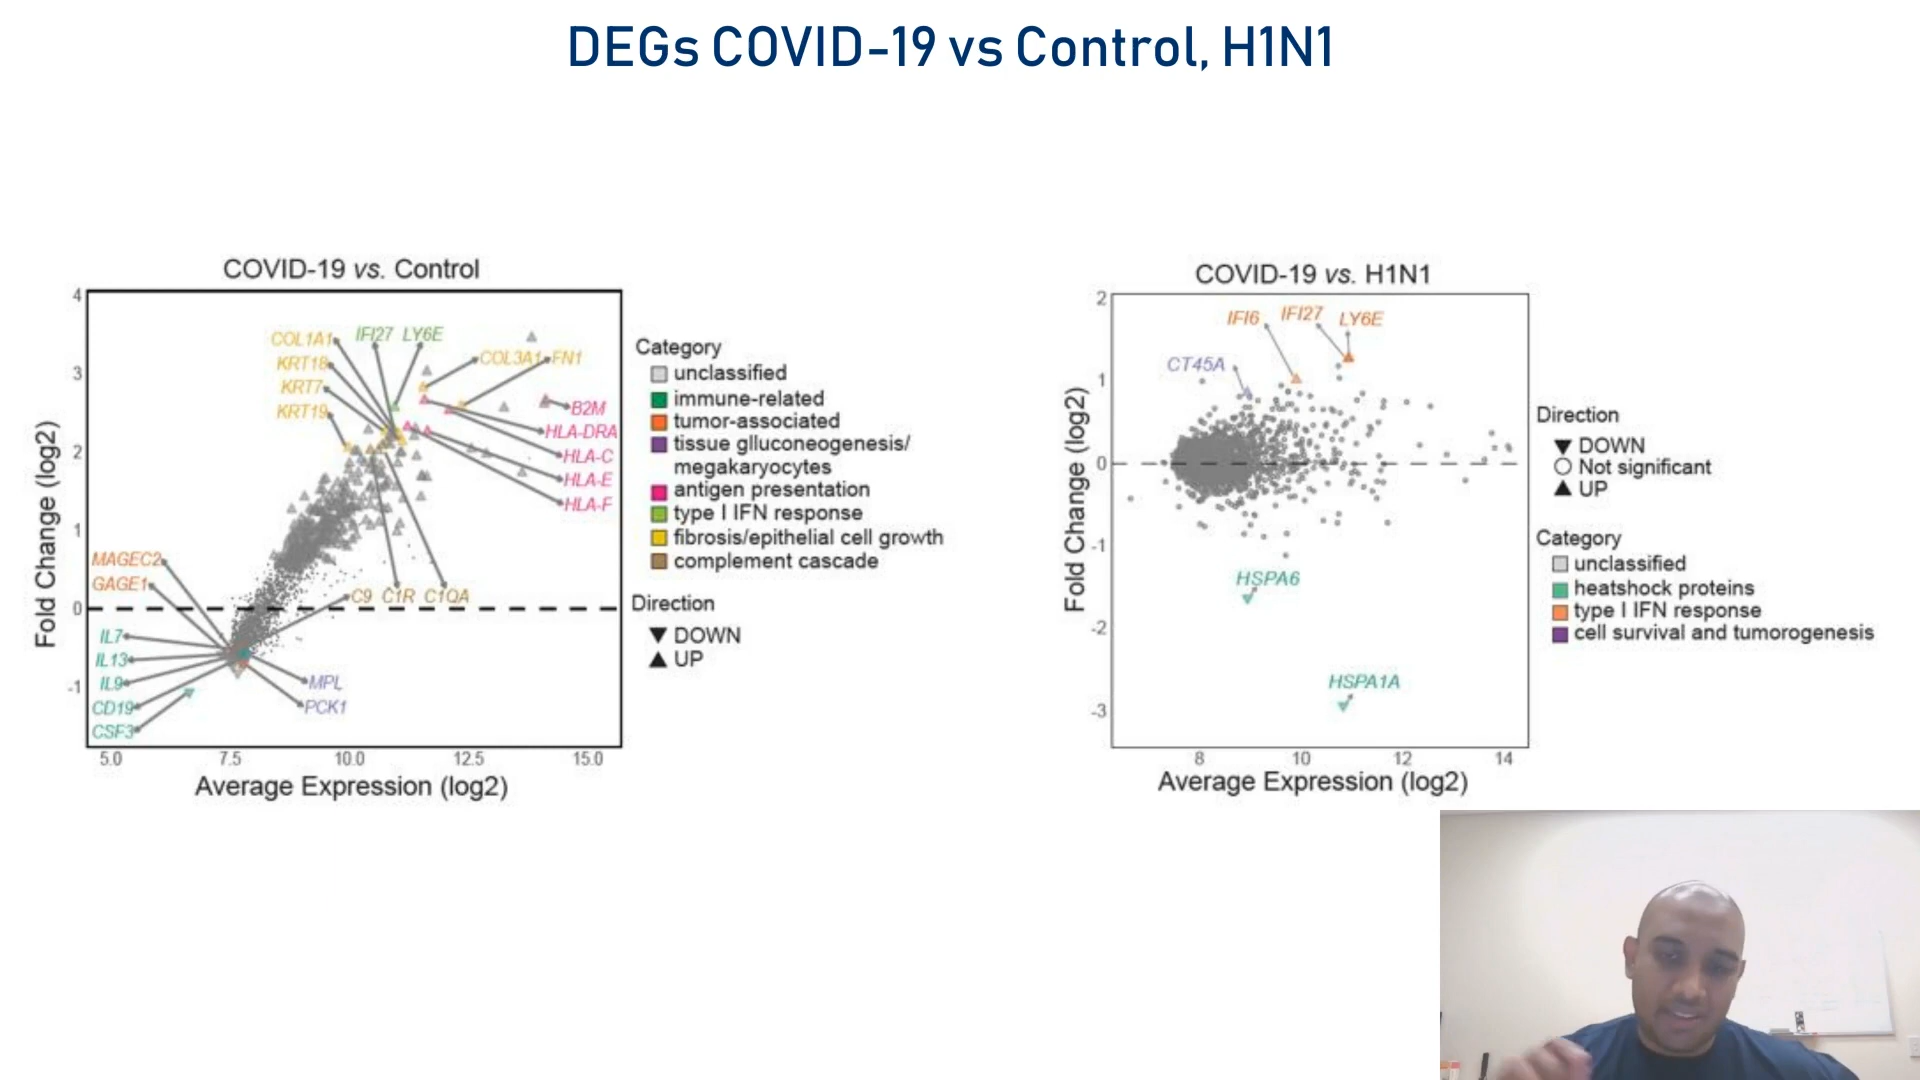 DEGs COVID-19 vs Control, H1N1
COVID-19 vs. Control
4
3
2
1
0
-1
Fold Change (log2)
COL1A1
IFI27
LY6E
KRT18
COL3A1
FN1
KRT7
KRT19
B2M
HLA-DRA
HLA-C
HLA-E
HLA-F
MAGEC2
GAGE1
C9
C1R
C1QA
IL7
IL13
IL9
MPL
CD19
PCK1
CSF3
5.0
7.5
10.0
12.5
15.0
Average Expression (log2)
Category
unclassified
immune-related
tumor-associated
tissue glluconeogenesis/
megakaryocytes
antigen presentation
type I IFN response
fibrosis/epithelial cell growth
complement cascade
Direction
DOWN
UP
COVID-19 vs. H1N1
2
1
0
-1
-2
-3
Fold Change (log2)
IFI6
IFI27
LY6E
CT45A
HSPA6
HSPA1A
8
10
12
14
Average Expression (log2)
Direction
DOWN
Not significant
UP
Category
unclassified
heatshock proteins
type I IFN response
cell survival and tumorogenesis